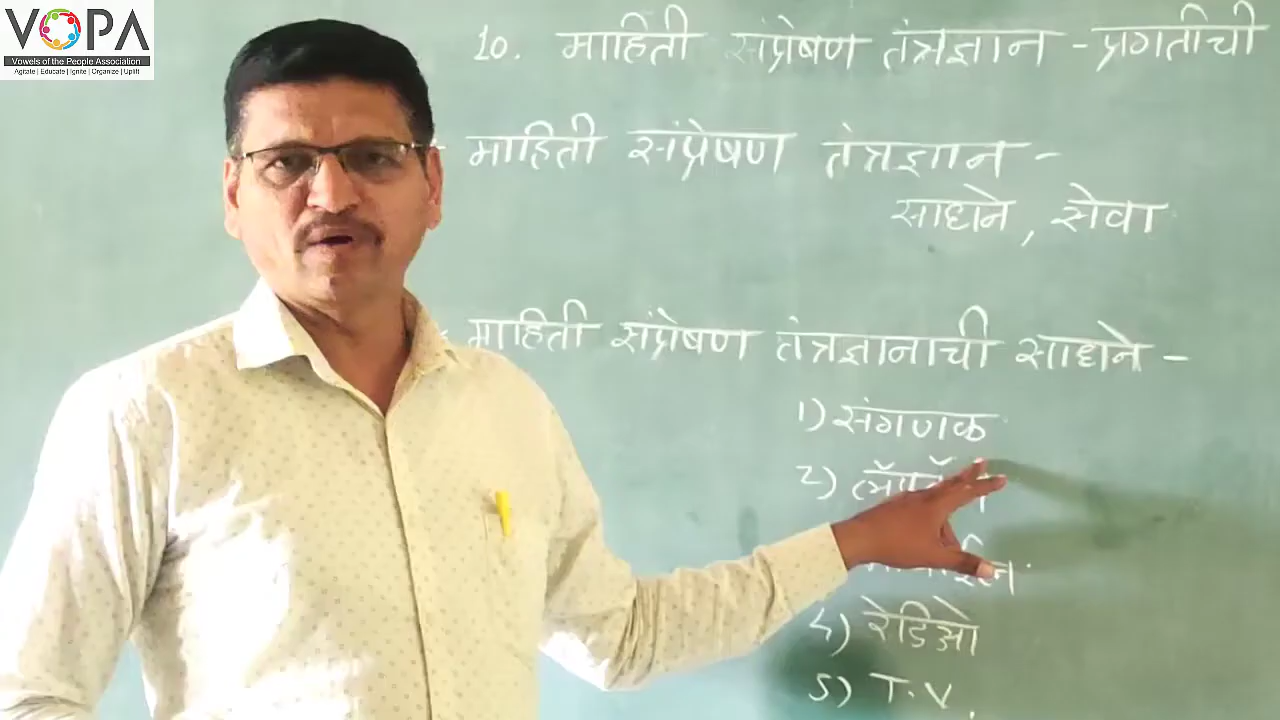 VOPA
Vowels of the People Association
Agitate | Educate | Ignite | Organize | Uplift
10. माहिती संप्रेषण तंत्रज्ञान - प्रगतीची
माहिती संप्रेषण तंत्रज्ञान -
साधने, सेवा
माहिती संप्रेषण तंत्रज्ञानाची साधने -
1) संगणक
2)
4) रेडिओ
5) T.V.